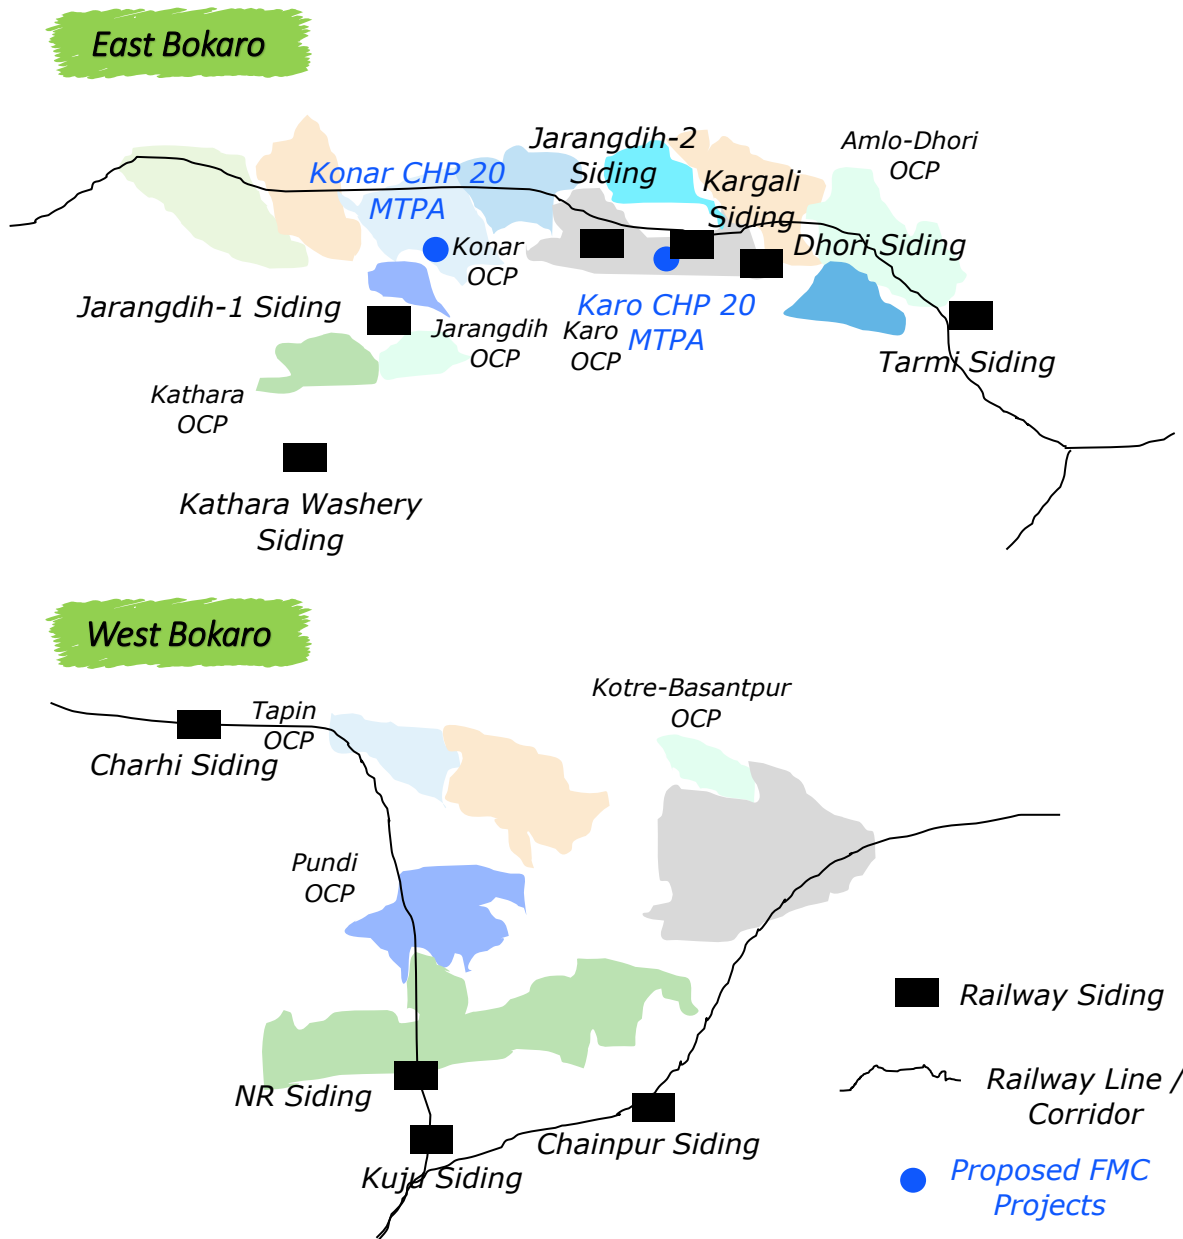 East Bokaro
Jarangdih-2
Siding
Amlo-Dhori
OCP
Konar CHP 20
MTPA
Kargali
Siding
Konar
OCP
Dhori Siding
Jarangdih-1 Siding
Karo CHP 20
MTPA
Jarangdih
OCP
Karo
OCP
Tarmi Siding
Kathara
OCP
Kathara Washery
Siding
West Bokaro
Kotre-Basantpur
OCP
Tapin
OCP
Charhi Siding
Pundi
OCP
Railway Siding
NR Siding
Railway Line /
Corridor
Chainpur Siding
Kuju Siding
Proposed FMC
Projects